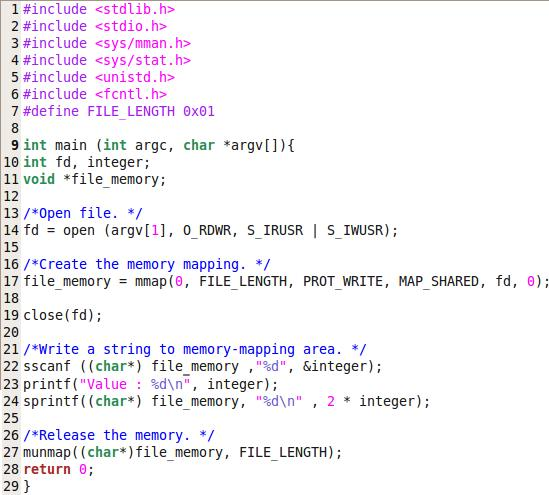 1 #include <stdlib.h>
2 #include <stdio.h>
3 #include <sys/mman.h>
4 #include <sys/stat.h>
5 #include <unistd.h>
6 #include <fcntl.h>
7 #define FILE_LENGTH 0x01
8
9 int main (int argc, char *argv[]){
10 int fd, integer;
11 void *file_memory;
12
13 /*Open file. */
14 fd = open (argv[1], O_RDWR, S_IRUSR | S_IWUSR);
15
16 /*Create the memory mapping. */
17 file_memory = mmap(0, FILE_LENGTH, PROT_WRITE, MAP_SHARED, fd, 0);
18
19 close(fd);
20
21 /*Write a string to memory-mapping area. */
22 sscanf ((char*) file_memory ,"%d", &integer);
23 printf("Value : %d\n", integer);
24 sprintf((char*) file_memory, "%d\n" , 2 * integer);
25
26 /*Release the memory. */
27 munmap((char*)file_memory, FILE_LENGTH);
28 return 0;
29 }